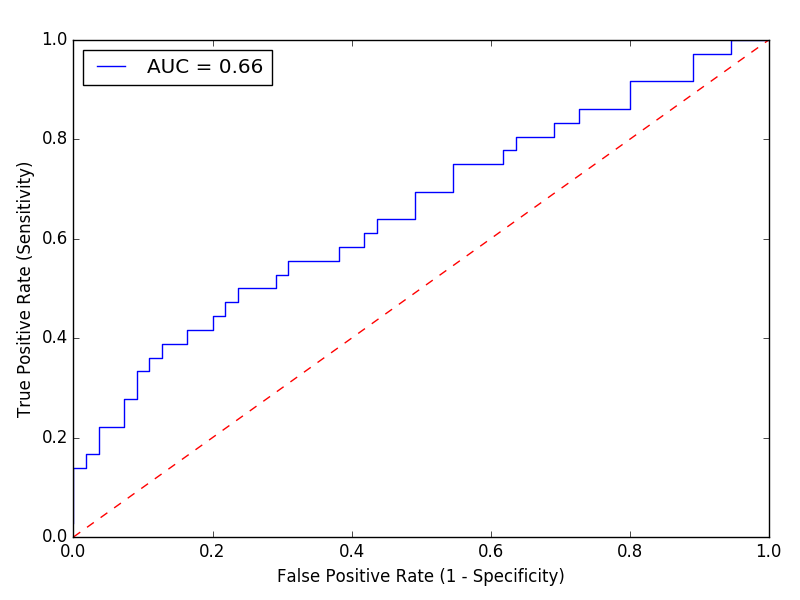 AUC = 0.66
1.0
0.8
0.6
0.4
0.2
0.0
True Positive Rate (Sensitivity)
0.0 0.2 0.4 0.6 0.8 1.0
False Positive Rate (1 - Specificity)